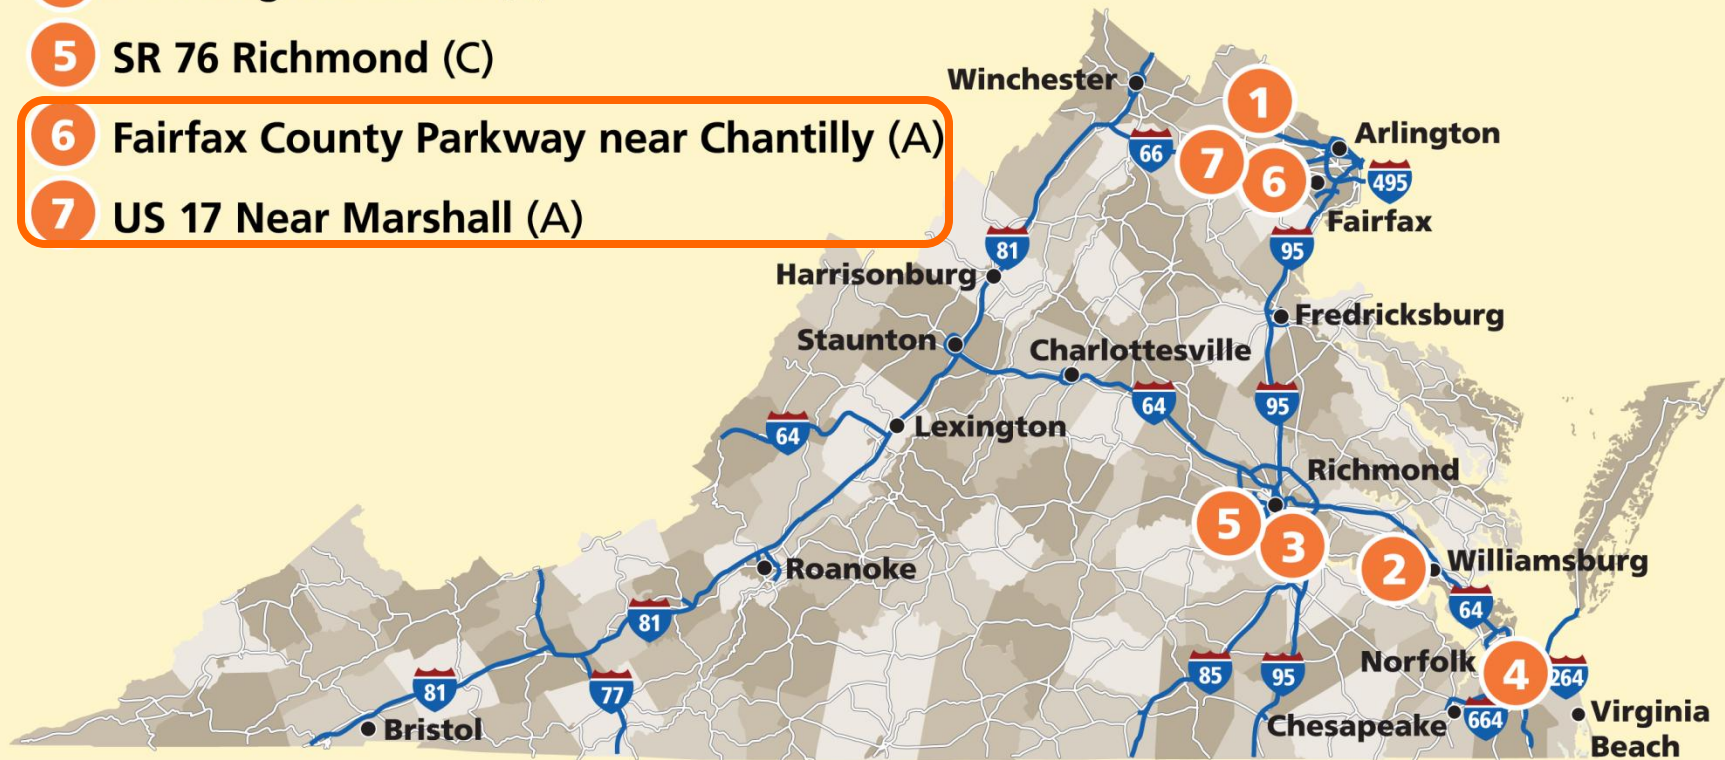 5 SR 76 Richmond (C)
6 Fairfax County Parkway near Chantilly (A)
7 US 17 Near Marshall (A)
Winchester
1
Arlington
66
7
6
495
Fairfax
81
95
Harrisonburg
Fredricksburg
Staunton
Charlottesville
64
95
64
Lexington
Richmond
5
3
2
Williamsburg
Roanoke
81
64
Norfolk
4
264
85
95
81
77
664
Chesapeake
Virginia
Beach
Bristol